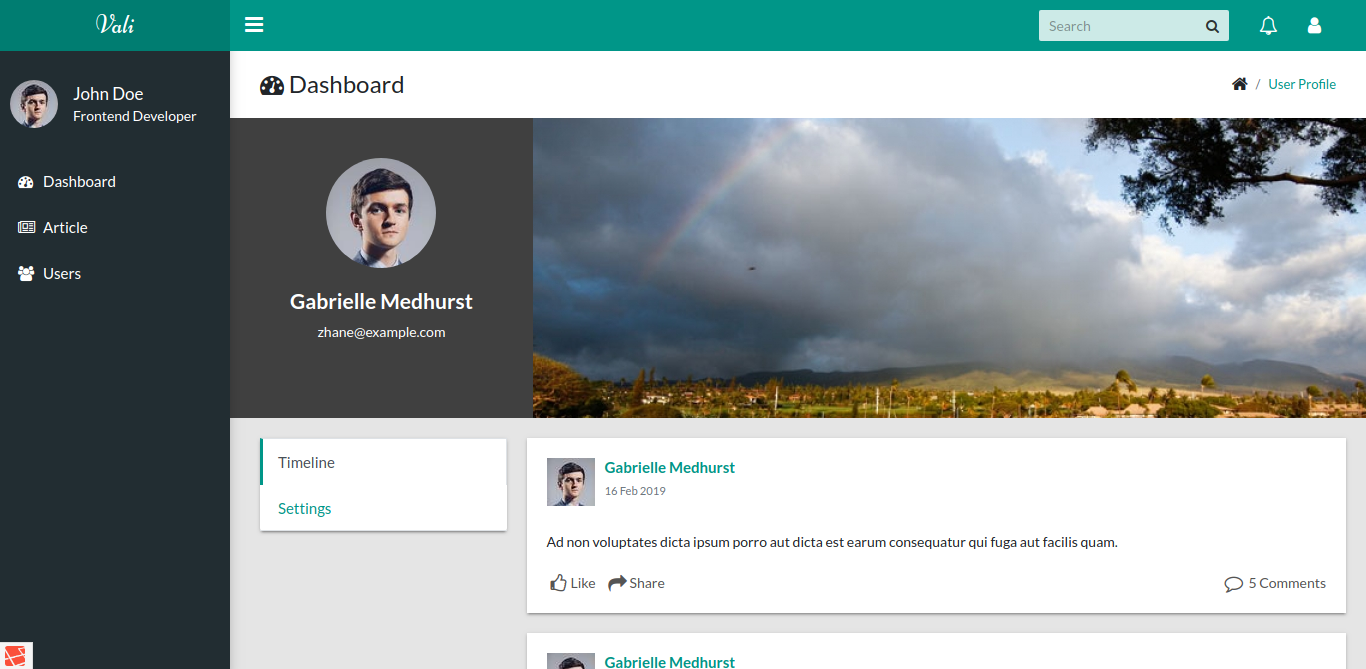 Vali
Search
John Doe
Frontend Developer
Dashboard
Article
Users
Dashboard
/ User Profile
Gabrielle Medhurst
zhane@example.com
Timeline
Settings
Gabrielle Medhurst
16 Feb 2019
Ad non voluptates dicta ipsum porro aut dicta est earum consequatur qui fuga aut facilis quam.
Like Share 5 Comments
Gabrielle Medhurst